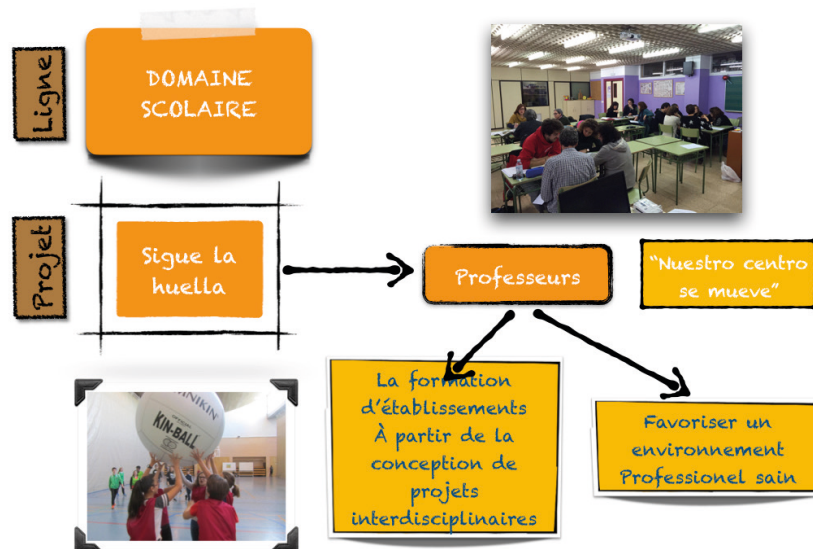 Ligne
DOMAINE
SCOLAIRE
Projet
Sigue la
huella
Professeurs
"Nuestro centro
se mueve"
La formation
d'établissements
À partir de la
conception de
projets
interdisciplinaires
Favoriser un
environnement
Professionel sain
KIN-BALL